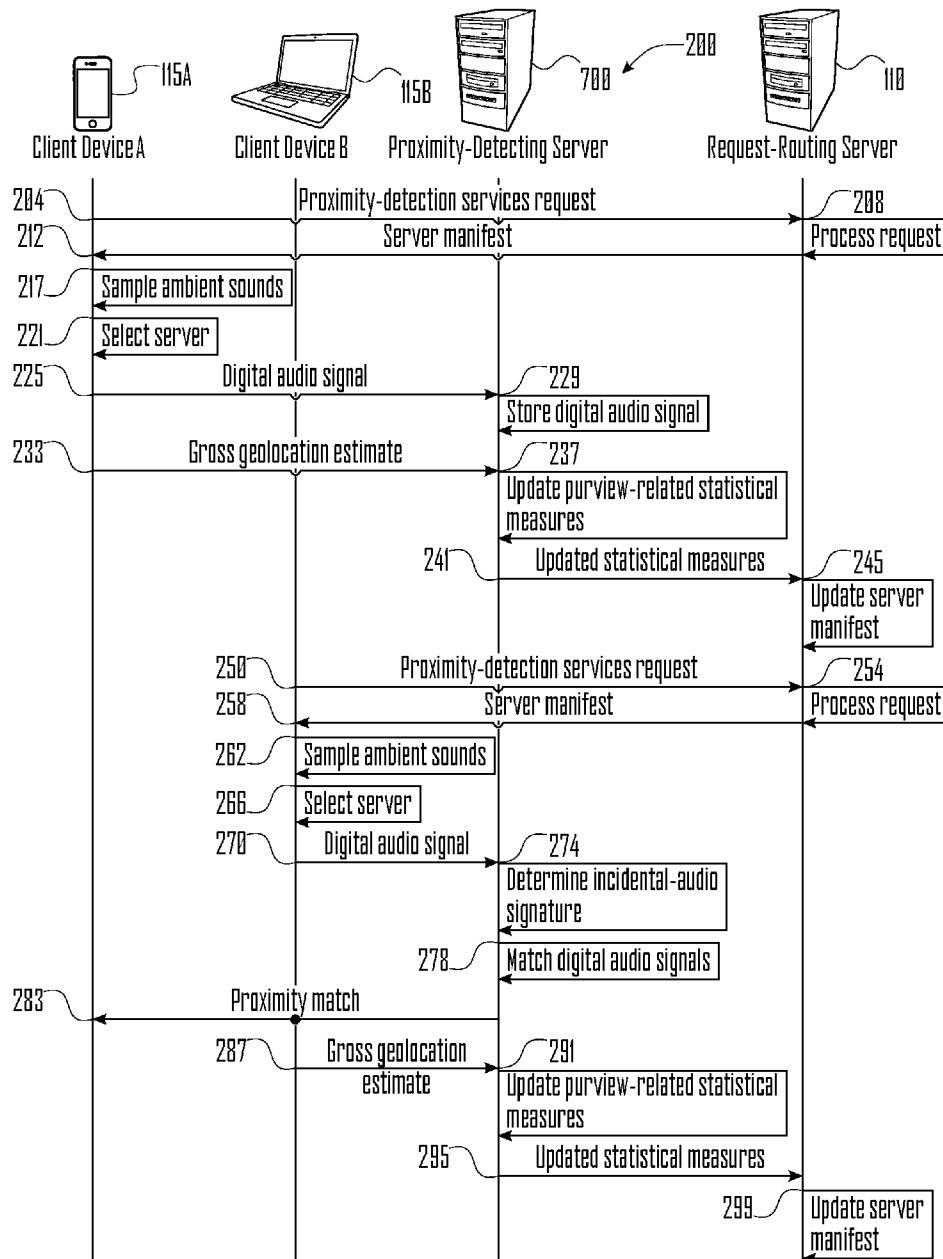 200
115A
115B
700
110
Client Device A
Client Device B
Proximity-Detecting Server
Request-Routing Server
204
Proximity-detection services request
208
212
Server manifest
Process request
217
Sample ambient sounds
221
Select server
225
Digital audio signal
229
Store digital audio signal
233
Gross geolocation estimate
237
Update purview-related statistical
measures
241
Updated statistical measures
245
Update server
manifest
250
Proximity-detection services request
254
258
Server manifest
Process request
262
Sample ambient sounds
266
Select server
270
Digital audio signal
274
Determine incidental-audio
signature
278
Match digital audio signals
283
Proximity match
287
Gross geolocation
estimate
291
Update purview-related statistical
measures
295
Updated statistical measures
299
Update server
manifest